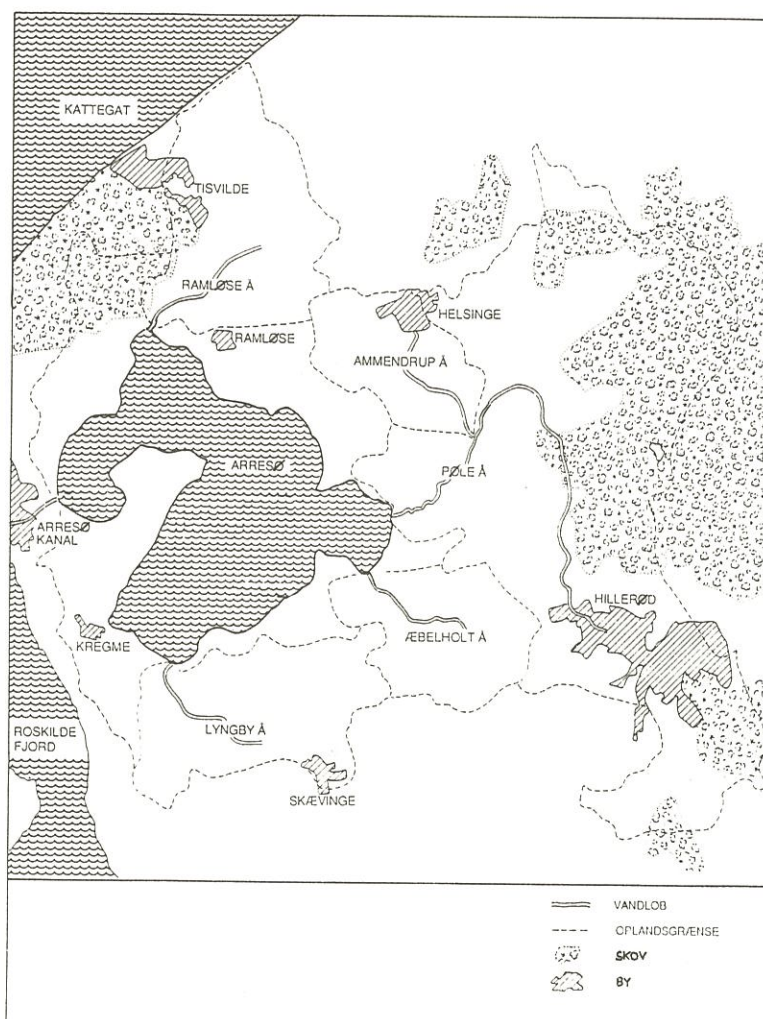 KATTEGAT
TISVILDE
RAMLØSE Å
HELSINGE
RAMLØSE
AMMENDRUP Å
ARRESØ
PØLE Å
ARRESØ
KANAL
HILLERØD
ÆBELHOLT Å
KREGME
ROSKILDE
FJORD
LYNGBY Å
SKÆVINGE
VANDLØB
OPLANDSGRÆNSE
SKOV
BY